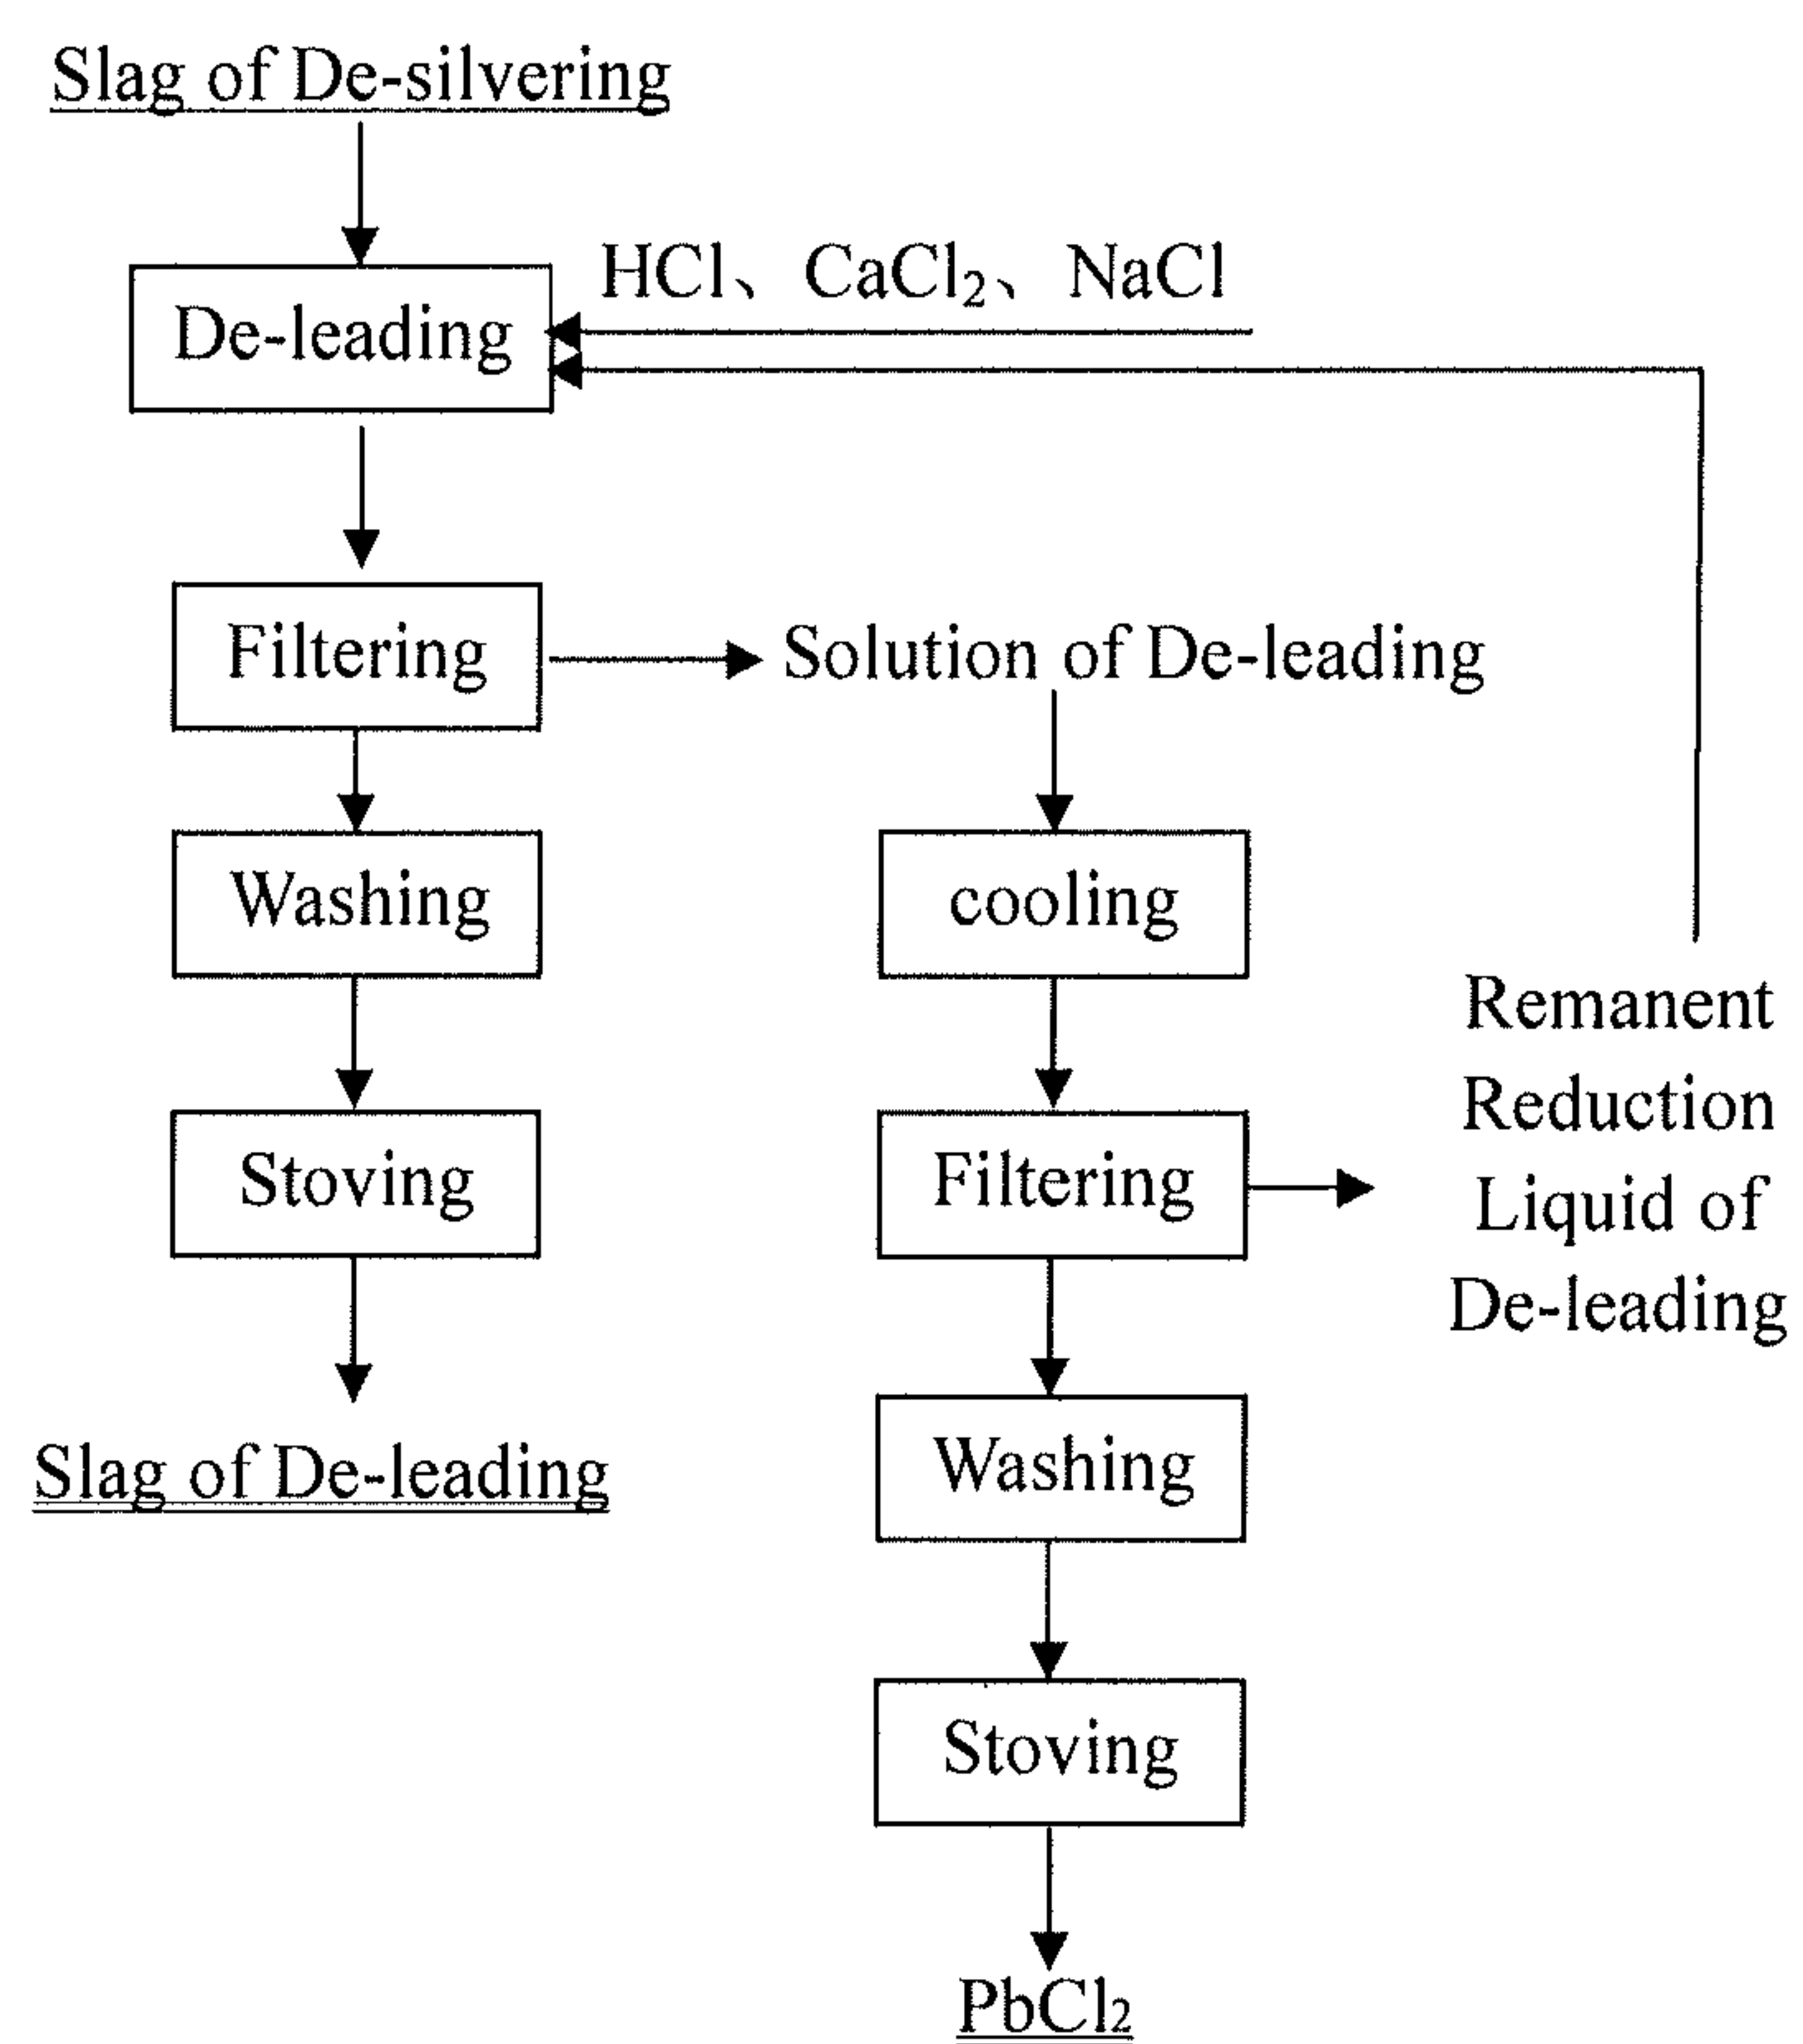 Slag of De-silvering
HCl、CaCl₂、NaCl
De-leading
Filtering
Solution of De-leading
Washing
cooling
Remanent
Reduction
Liquid of
De-leading
Stoving
Filtering
Slag of De-leading
Washing
Stoving
PbCl₂